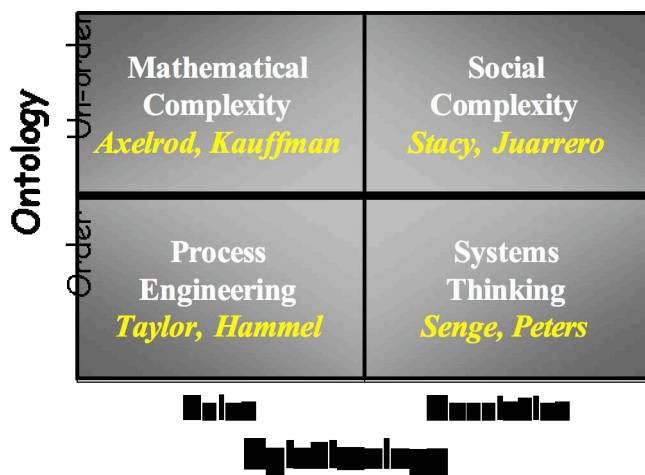 Ontology
Un-order
Mathematical
Complexity
Axelrod, Kauffman
Social
Complexity
Stacy, Juarrero
Order
Process
Engineering
Taylor, Hammel
Systems
Thinking
Senge, Peters